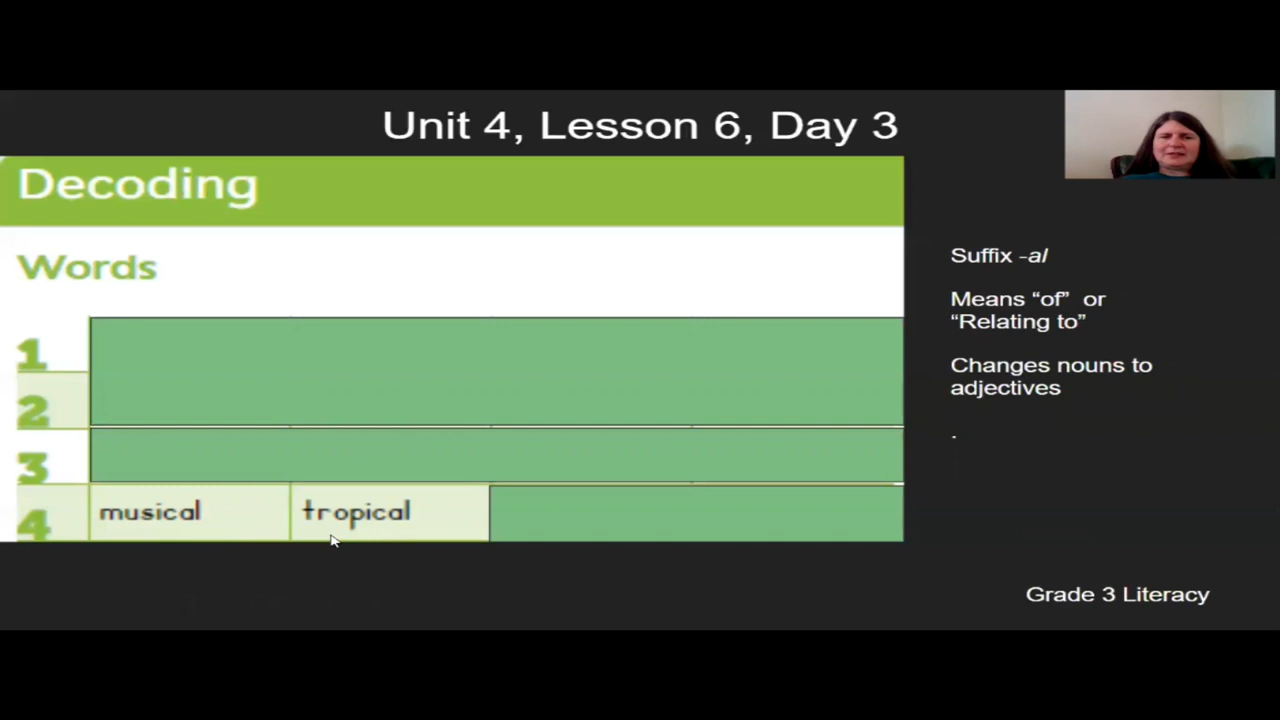 Unit 4, Lesson 6, Day 3
Decoding
Words
1
2
3
4 musical tropical
Suffix -al
Means “of” or
“Relating to”
Changes nouns to
adjectives
.
Grade 3 Literacy